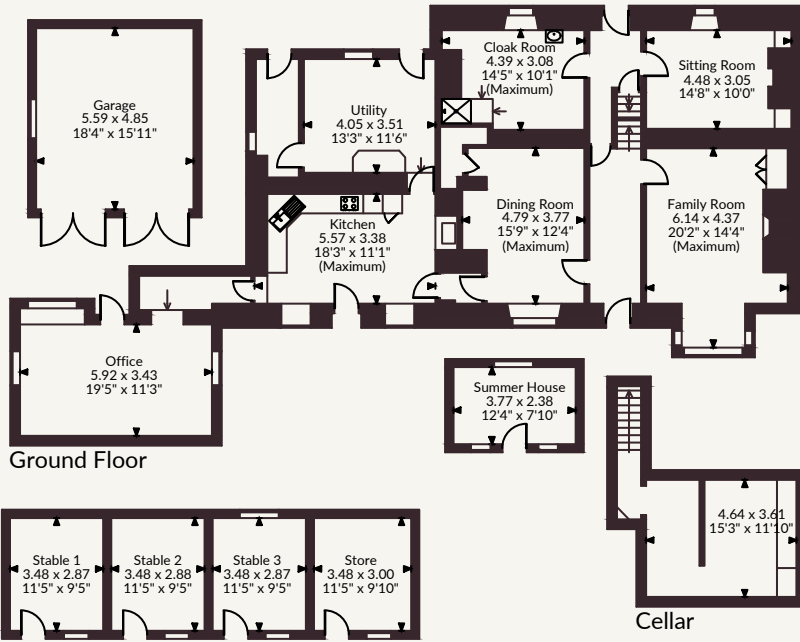 Garage
5.59 x 4.85
18'4" x 15'11"
Utility
4.05 x 3.51
13'3" x 11'6"
Cloak Room
4.39 x 3.08
14'5" x 10'1"
(Maximum)
Sitting Room
4.48 x 3.05
14'8" x 10'0"
Kitchen
5.57 x 3.38
18'3" x 11'1"
(Maximum)
Dining Room
4.79 x 3.77
15'9" x 12'4"
(Maximum)
Family Room
6.14 x 4.37
20'2" x 14'4"
(Maximum)
Office
5.92 x 3.43
19'5" x 11'3"
Ground Floor
Summer House
3.77 x 2.38
12'4" x 7'10"
Stable 1
3.48 x 2.87
11'5" x 9'5"
Stable 2
3.48 x 2.88
11'5" x 9'5"
Stable 3
3.48 x 2.87
11'5" x 9'5"
Store
3.48 x 3.00
11'5" x 9'10"
4.64 x 3.61
15'3" x 11'10"
Cellar